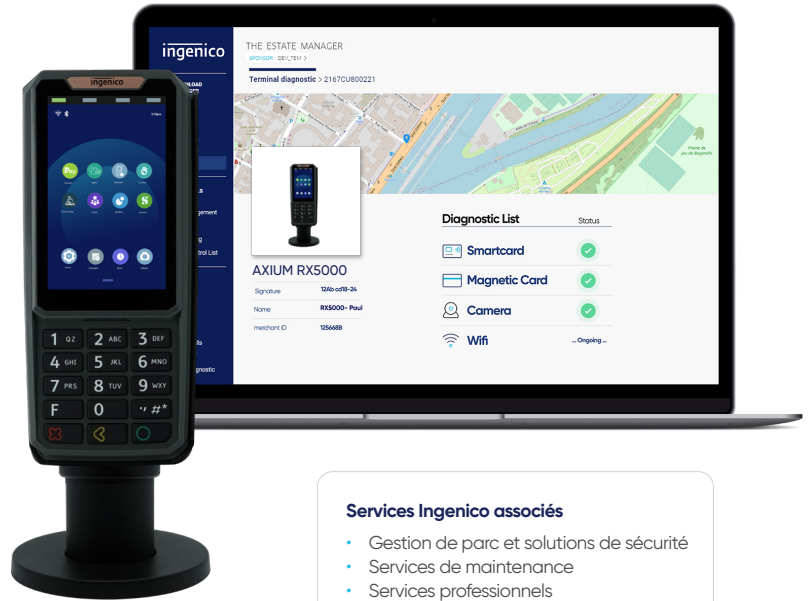 ingenico
THE ESTATE MANAGER
SPONSOR : DEV_TEM >
Terminal diagnostic > 2167CU800221
AXIUM RX5000
Signature 12Ab cd18-24
Name RX5000- Paul
merchant ID 125668B
Diagnostic List Status
Smartcard
Magnetic Card
Camera
Wifi ... Ongoing ...
ingenico
Pay
1 QZ 2 ABC 3 DEF
4 GHI 5 JKL 6 MNO
7 PRS 8 TUV 9 WXY
F 0 ., #*
Services Ingenico associés
• Gestion de parc et solutions de sécurité
• Services de maintenance
• Services professionnels